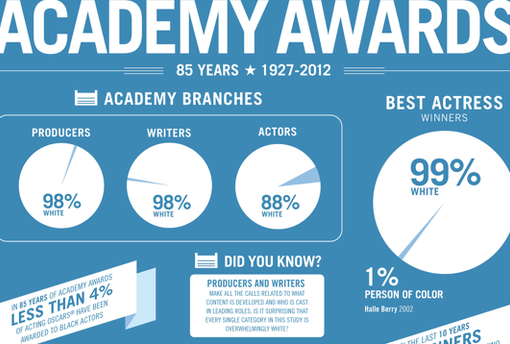 ACADEMY AWARDS
85 YEARS ★ 1927-2012
ACADEMY BRANCHES
PRODUCERS
98%
WHITE
WRITERS
98%
WHITE
ACTORS
88%
WHITE
BEST ACTRESS
WINNERS
99%
WHITE
1%
PERSON OF COLOR
Halle Berry 2002
DID YOU KNOW?
PRODUCERS AND WRITERS
MAKE ALL THE CALLS RELATED TO WHAT
CONTENT IS DEVELOPED AND WHO IS CAST
IN LEADING ROLES. IS IT SURPRISING THAT
EVERY SINGLE CATEGORY IN THIS STUDY IS
OVERWHELMINGLY WHITE?
IN 85 YEARS OF ACADEMY AWARDS
LESS THAN 4%
OF ACTING OSCARS® HAVE BEEN
AWARDED TO BLACK ACTORS
THE LAST 10 YEARS